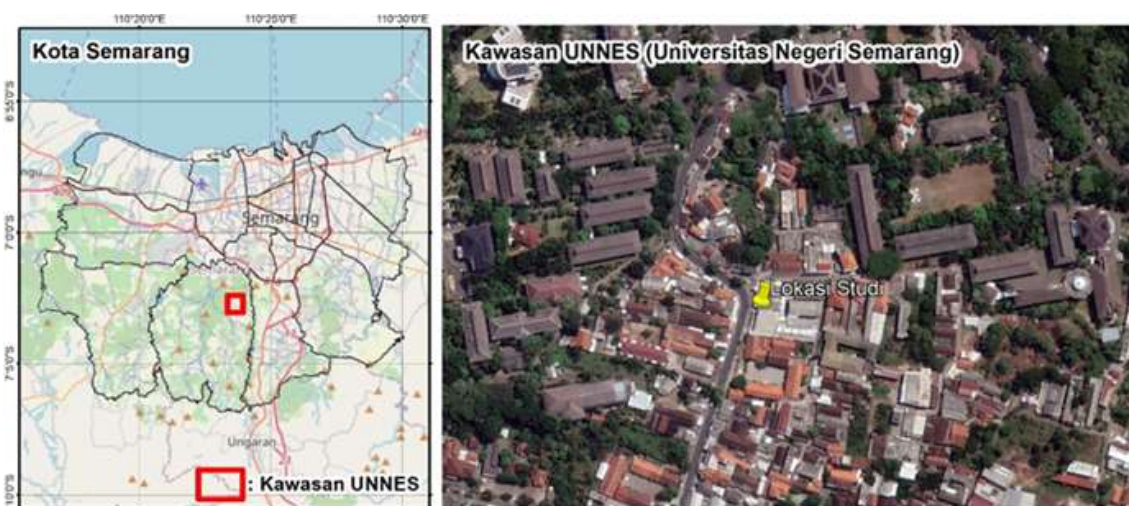 110°20'0"E
110°25'0"E
110°30'0"E
Kota Semarang
6°55'0"S
7°0'0"S
Semarang
7°5'0"S
Ungaran
: Kawasan UNNES
Kawasan UNNES (Universitas Negeri Semarang)
Lokasi Studi